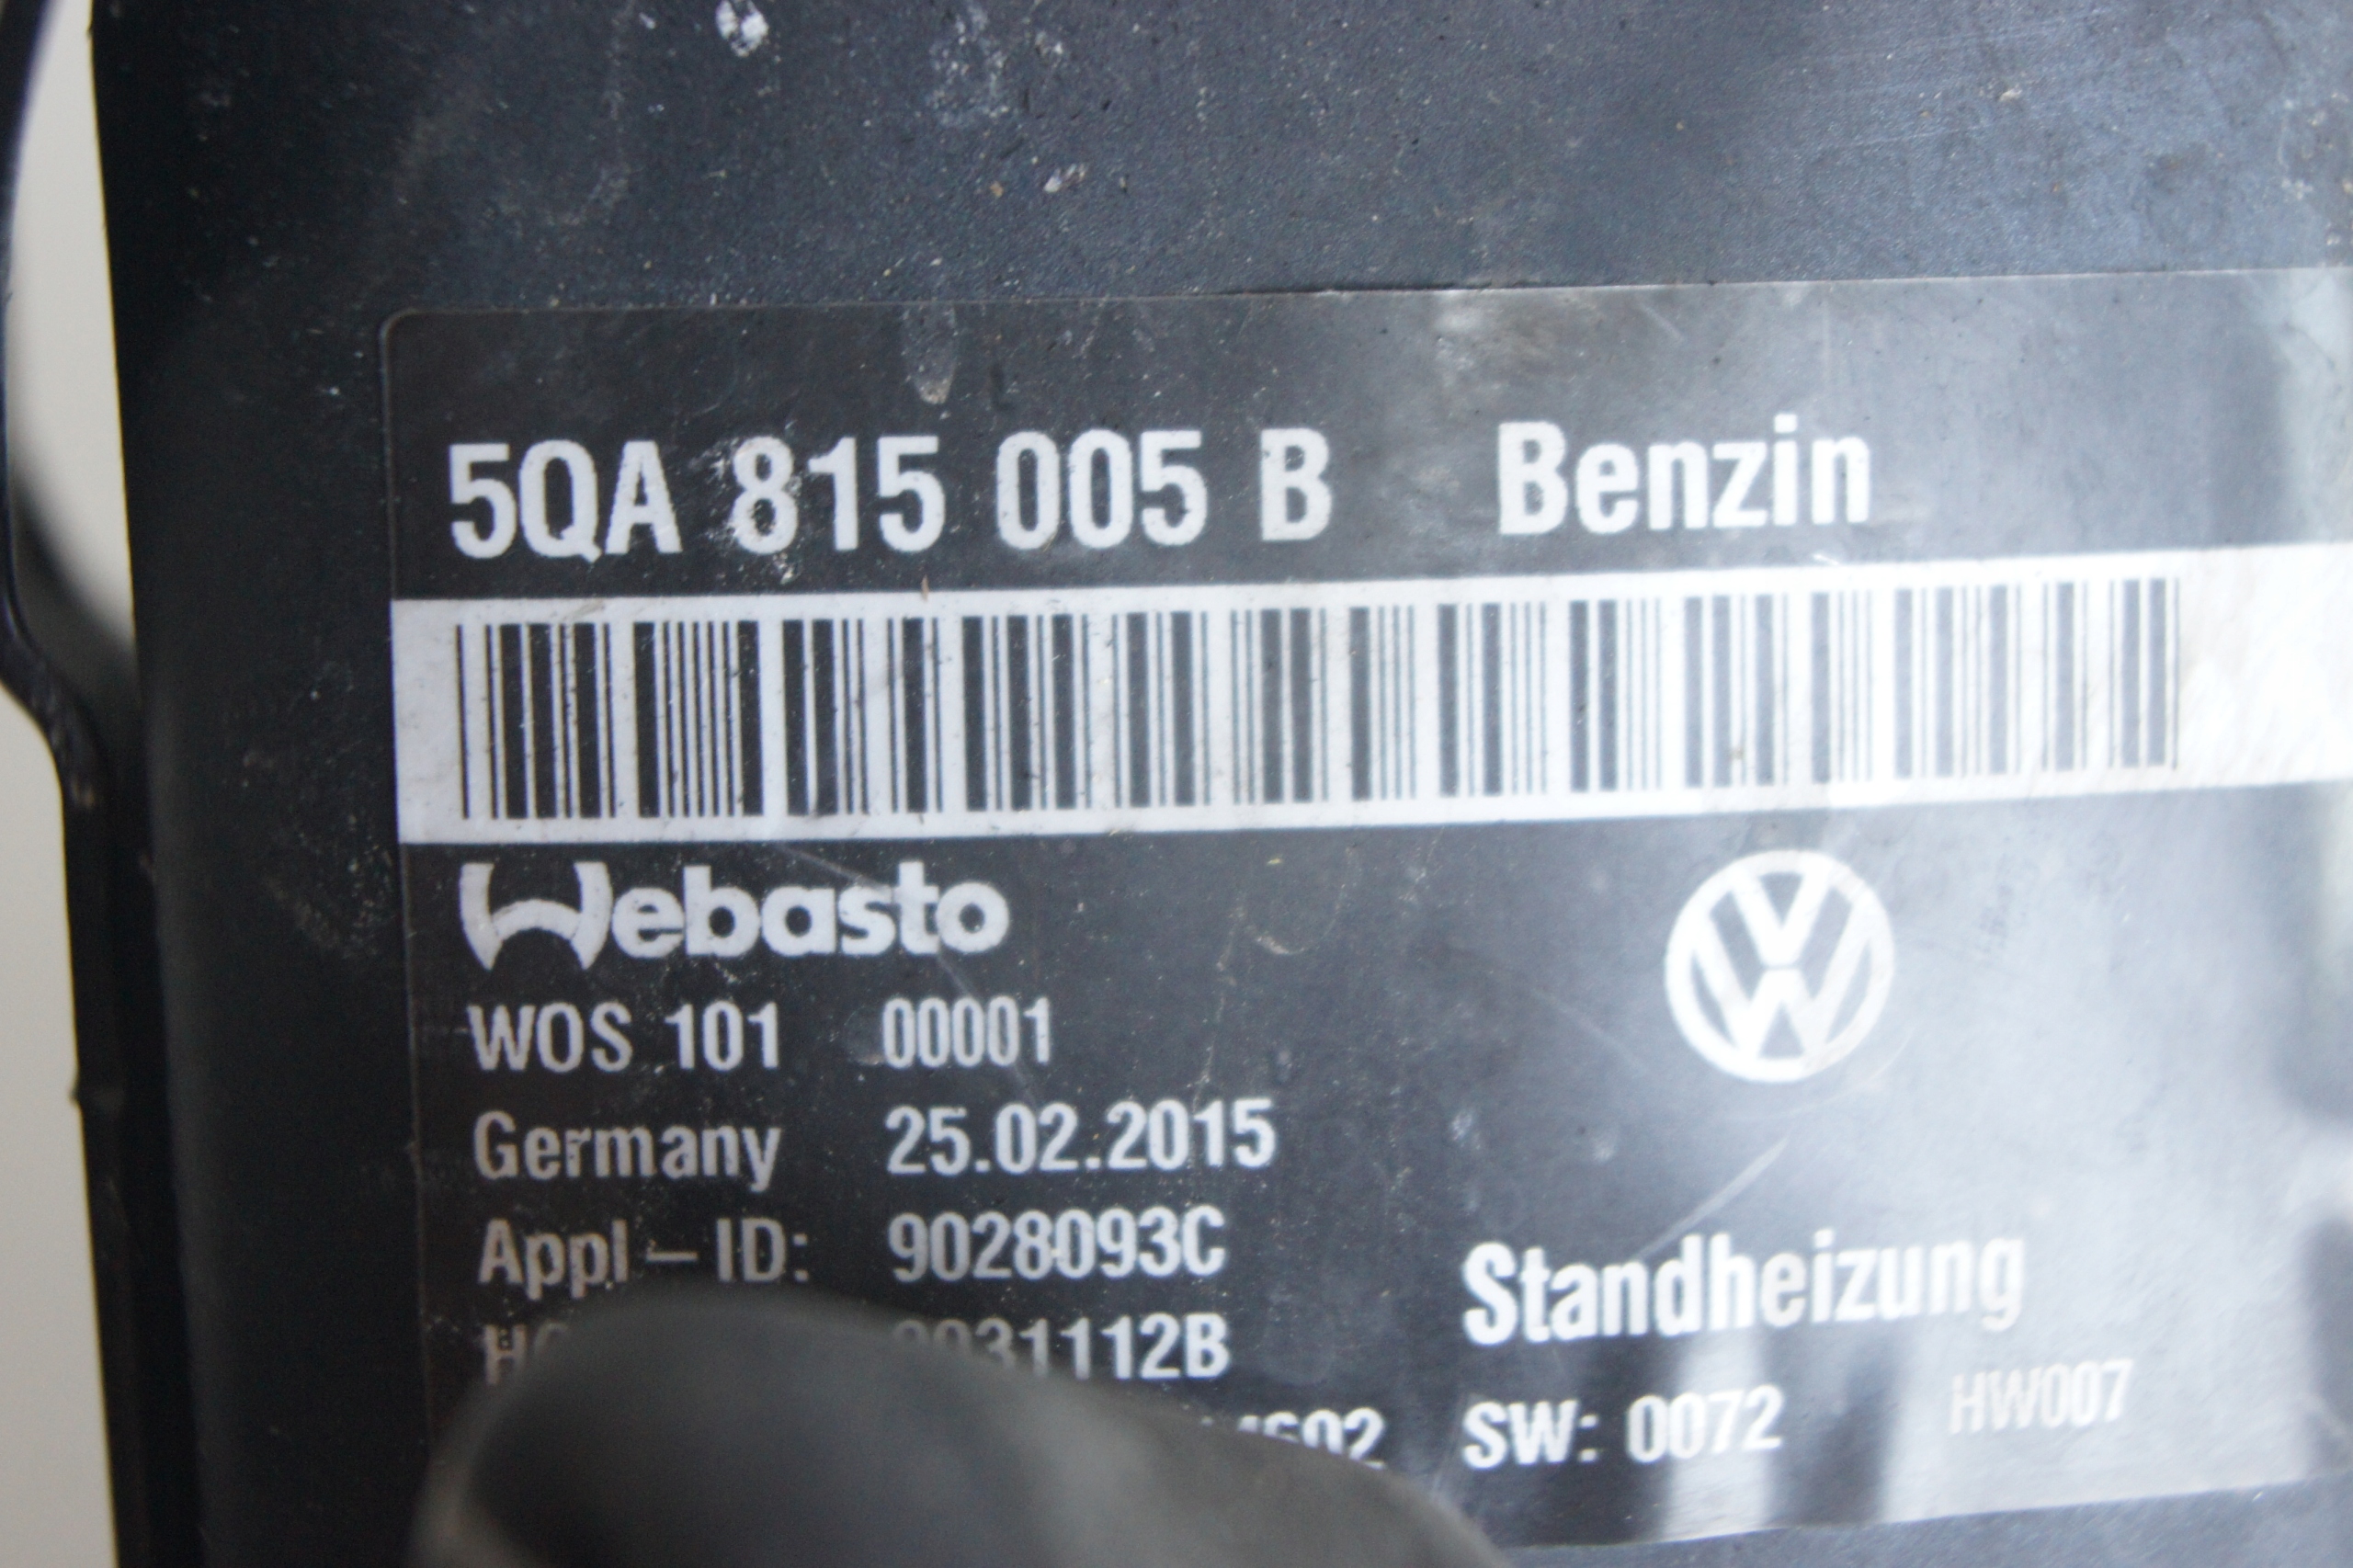 5QA 815 005 B Benzin
Webasto
WOS 101 00001
VW
Germany 25.02.2015
Appl – ID: 9028093C
Standheizung
SW: 0072 HW007